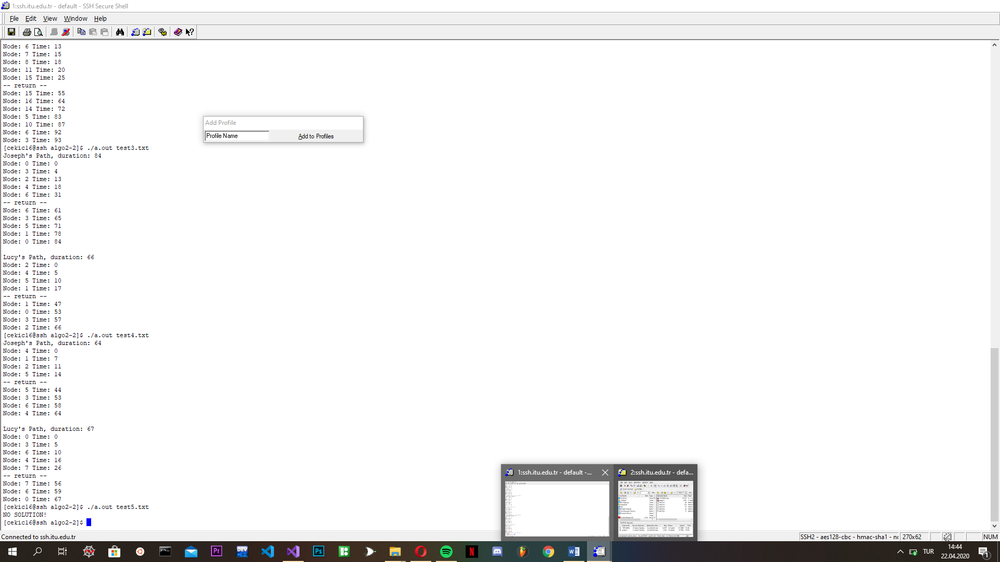 1:ssh.itu.edu.tr - default - SSH Secure Shell
File Edit View Window Help
Node: 6 Time: 13
Node: 7 Time: 15
Node: 8 Time: 18
Node: 11 Time: 20
Node: 15 Time: 25
-- return --
Node: 15 Time: 55
Node: 16 Time: 64
Node: 14 Time: 72
Node: 5 Time: 83
Node: 10 Time: 87
Node: 6 Time: 92
Node: 3 Time: 93
[cekic16@ssh algo2-2]$ ./a.out test3.txt
Joseph's Path, duration: 84
Node: 0 Time: 0
Node: 3 Time: 4
Node: 2 Time: 13
Node: 4 Time: 18
Node: 6 Time: 31
-- return --
Node: 6 Time: 61
Node: 3 Time: 65
Node: 5 Time: 71
Node: 1 Time: 78
Node: 0 Time: 84
Lucy's Path, duration: 66
Node: 2 Time: 0
Node: 4 Time: 5
Node: 5 Time: 10
Node: 1 Time: 17
-- return --
Node: 1 Time: 47
Node: 0 Time: 53
Node: 3 Time: 57
Node: 2 Time: 66
[cekic16@ssh algo2-2]$ ./a.out test4.txt
Joseph's Path, duration: 64
Node: 4 Time: 0
Node: 1 Time: 7
Node: 2 Time: 11
Node: 5 Time: 14
-- return --
Node: 5 Time: 44
Node: 3 Time: 53
Node: 6 Time: 58
Node: 4 Time: 64
Lucy's Path, duration: 67
Node: 0 Time: 0
Node: 3 Time: 5
Node: 6 Time: 10
Node: 4 Time: 16
Node: 7 Time: 26
-- return --
Node: 7 Time: 56
Node: 6 Time: 59
Node: 0 Time: 67
[cekic16@ssh algo2-2]$ ./a.out test5.txt
NO SOLUTION!
[cekic16@ssh algo2-2]$
Add Profile
Profile Name Add to Profiles
1:ssh.itu.edu.tr - default -... 2:ssh.itu.edu.tr - defa...
Connected to ssh.itu.edu.tr SSH2 - aes128-cbc - hmac-sha1 - nc 270x62 NUM
Pr DEV Ps N W
TUR 14:44
22.04.2020 1